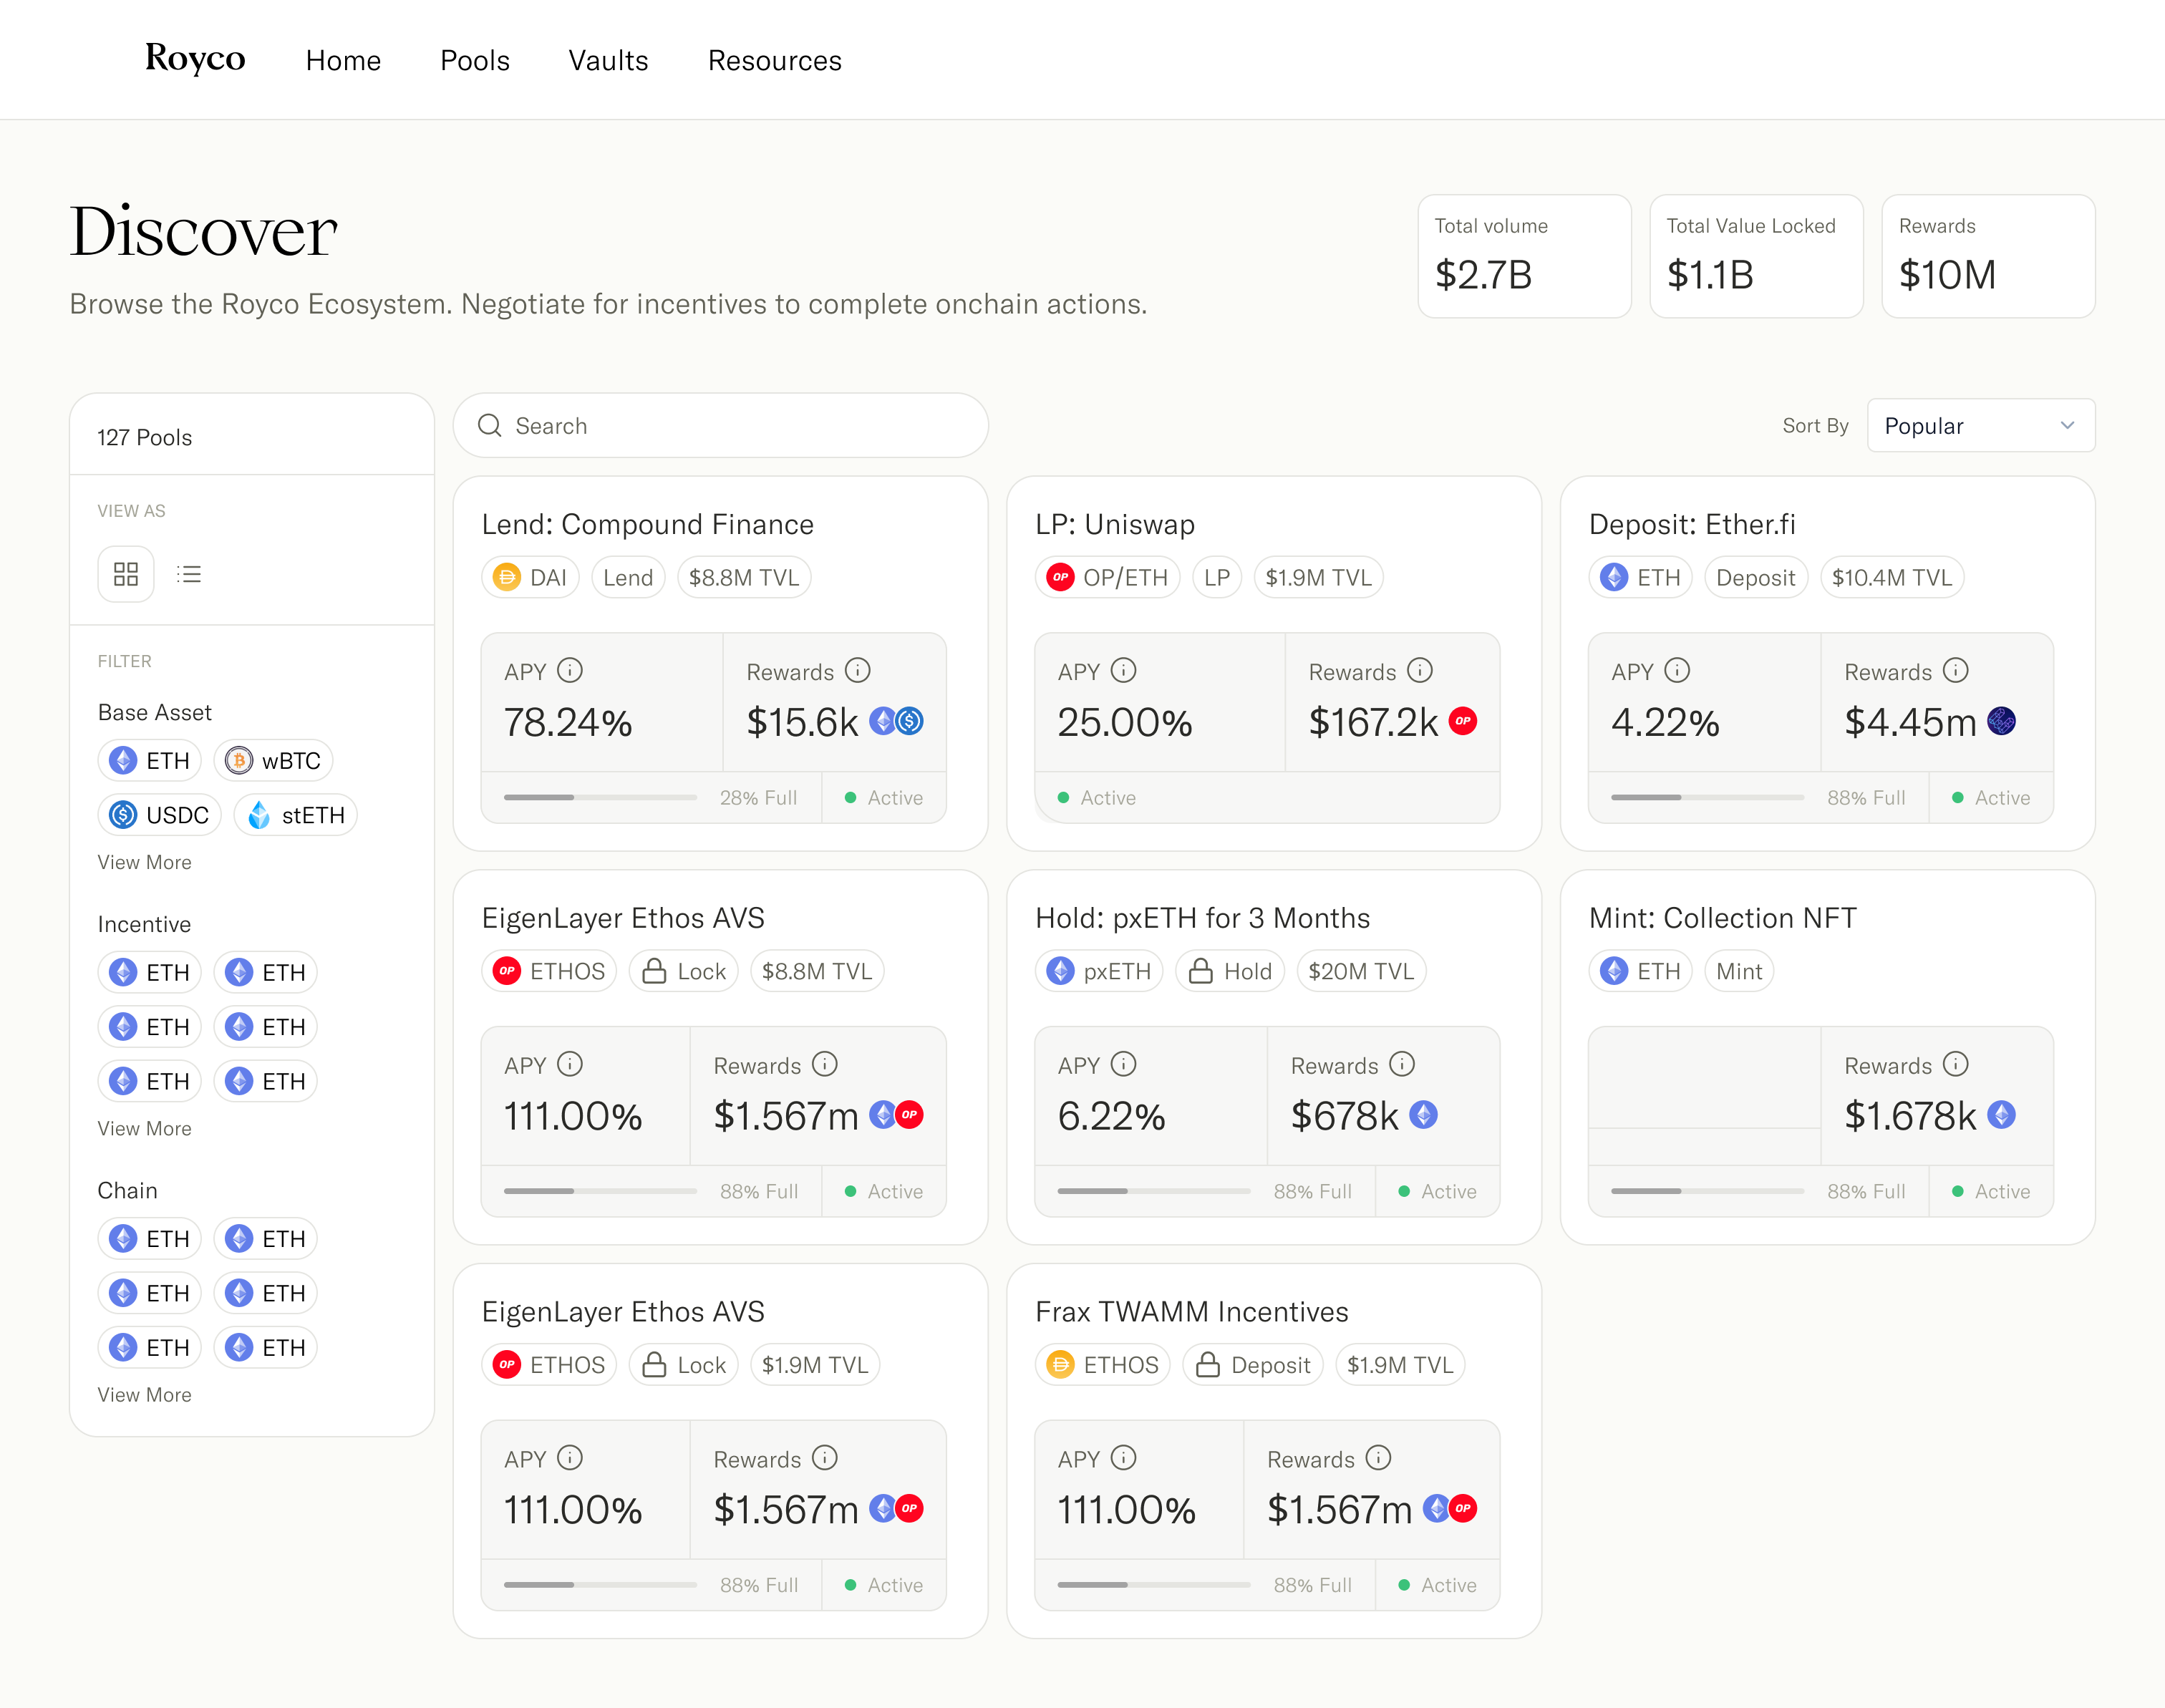 Royco Home Pools Vaults Resources
Discover
Browse the Royco Ecosystem. Negotiate for incentives to complete onchain actions.
Total volume
$2.7B
Total Value Locked
$1.1B
Rewards
$10M
127 Pools
VIEW AS
FILTER
Base Asset
ETH wBTC
USDC stETH
View More
Incentive
ETH ETH
ETH ETH
ETH ETH
View More
Chain
ETH ETH
ETH ETH
ETH ETH
View More
Search
Sort By Popular
Lend: Compound Finance
DAI Lend $8.8M TVL
APY Rewards
78.24% $15.6k
28% Full Active
LP: Uniswap
OP OP/ETH LP $1.9M TVL
APY Rewards
25.00% $167.2k OP
Active
Deposit: Ether.fi
ETH Deposit $10.4M TVL
APY Rewards
4.22% $4.45m
88% Full Active
EigenLayer Ethos AVS
OP ETHOS Lock $8.8M TVL
APY Rewards
111.00% $1.567m OP
88% Full Active
Hold: pxETH for 3 Months
pxETH Hold $20M TVL
APY Rewards
6.22% $678k
88% Full Active
Mint: Collection NFT
ETH Mint
Rewards
$1.678k
88% Full Active
EigenLayer Ethos AVS
OP ETHOS Lock $1.9M TVL
APY Rewards
111.00% $1.567m OP
88% Full Active
Frax TWAMM Incentives
ETHOS Deposit $1.9M TVL
APY Rewards
111.00% $1.567m OP
88% Full Active